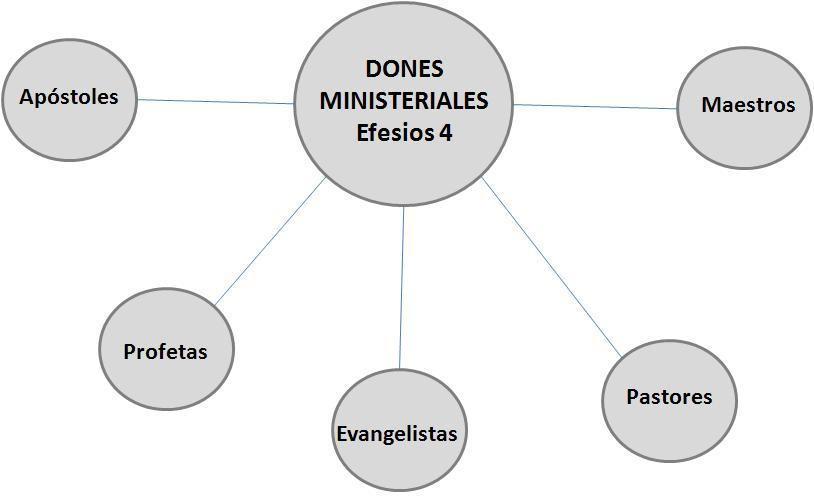 DONES
MINISTERIALES
Efesios 4
Apóstoles
Profetas
Evangelistas
Pastores
Maestros